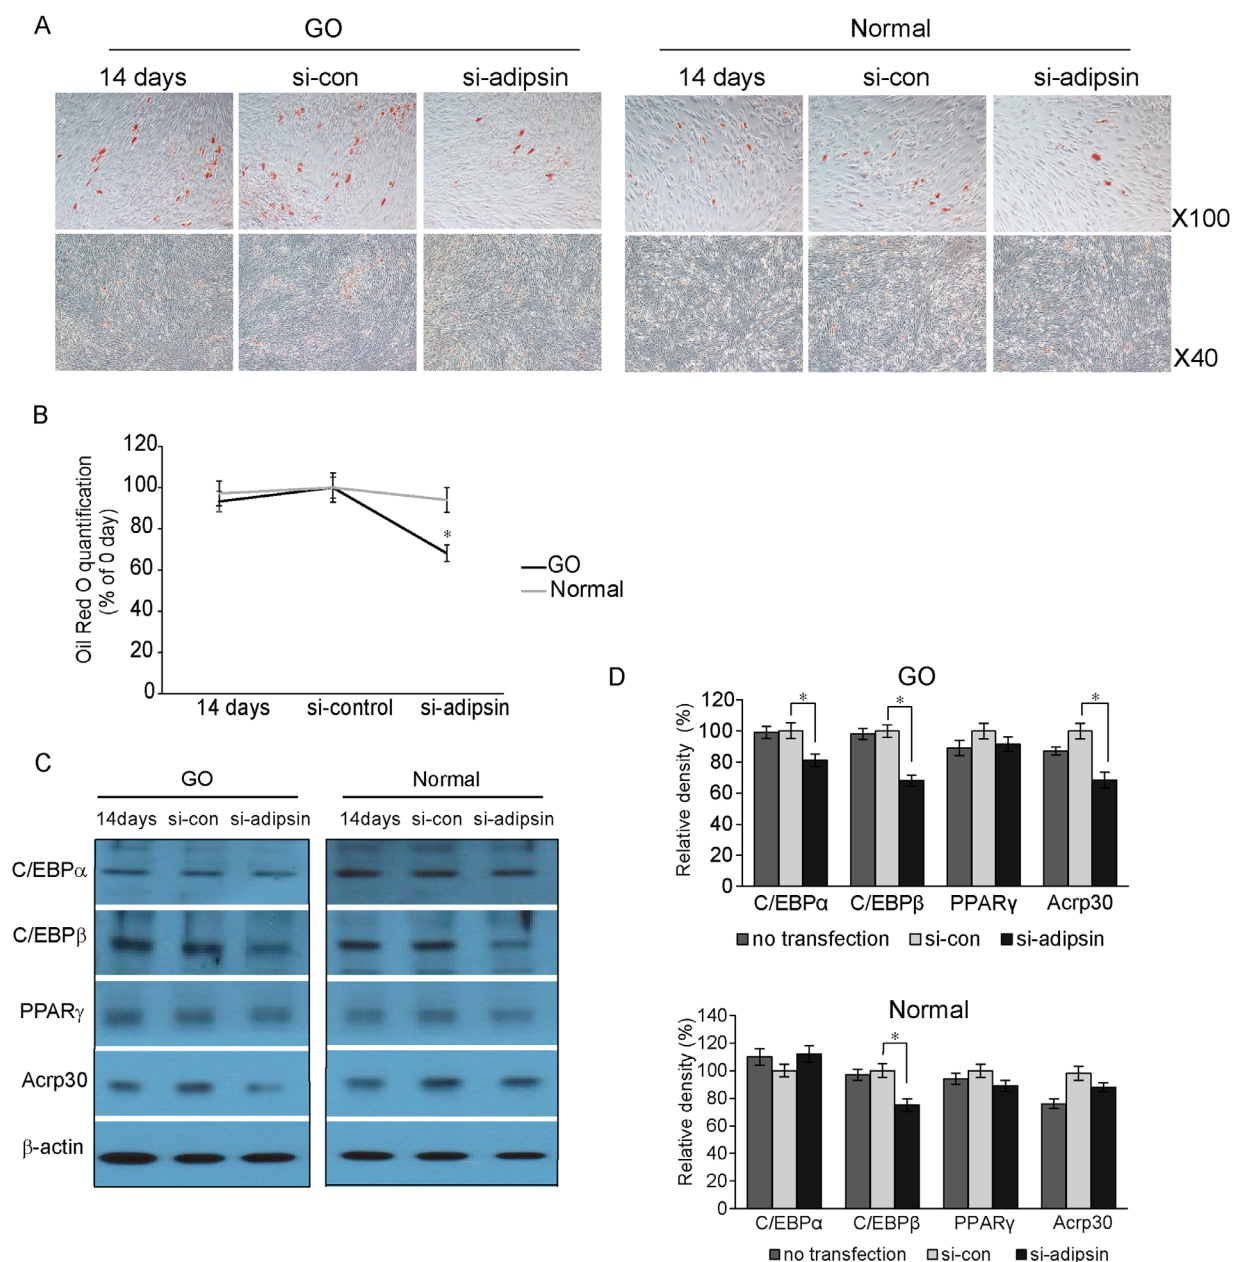 A
GO
Normal
14 days
si-con
si-adipsin
14 days
si-con
si-adipsin
X100
X40
B
Oil Red O quantification
(% of 0 day)
120
100
80
60
40
20
0
*
14 days
si-control
si-adipsin
GO
Normal
C
GO
Normal
14days
si-con
si-adipsin
14days
si-con
si-adipsin
C/EBPα
C/EBPβ
PPARγ
Acrp30
β-actin
D
GO
Relative density (%)
120
100
80
60
40
20
0
*
*
*
C/EBPα
C/EBPβ
PPARγ
Acrp30
no transfection
si-con
si-adipsin
Normal
Relative density (%)
140
120
100
80
60
40
20
0
*
C/EBPα
C/EBPβ
PPARγ
Acrp30
no transfection
si-con
si-adipsin